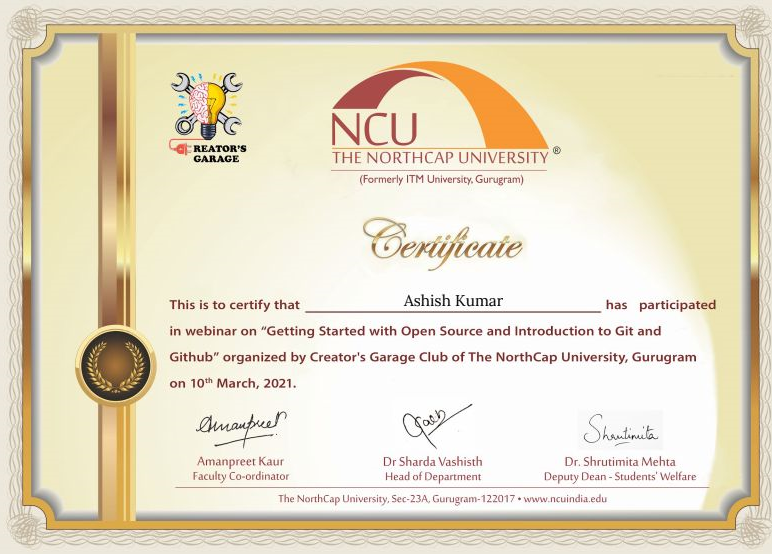 REATOR'S
GARAGE
NCU
THE NORTHCAP UNIVERSITY ®
(Formerly ITM University, Gurugram)
Certificate
This is to certify that Ashish Kumar has participated
in webinar on “Getting Started with Open Source and Introduction to Git and
Github” organized by Creator's Garage Club of The NorthCap University, Gurugram
on 10th March, 2021.
Amanpreet
Shrutimita
Amanpreet Kaur Dr Sharda Vashisth Dr. Shrutimita Mehta
Faculty Co-ordinator Head of Department Deputy Dean - Students' Welfare
The NorthCap University, Sec-23A, Gurugram-122017 • www.ncuindia.edu